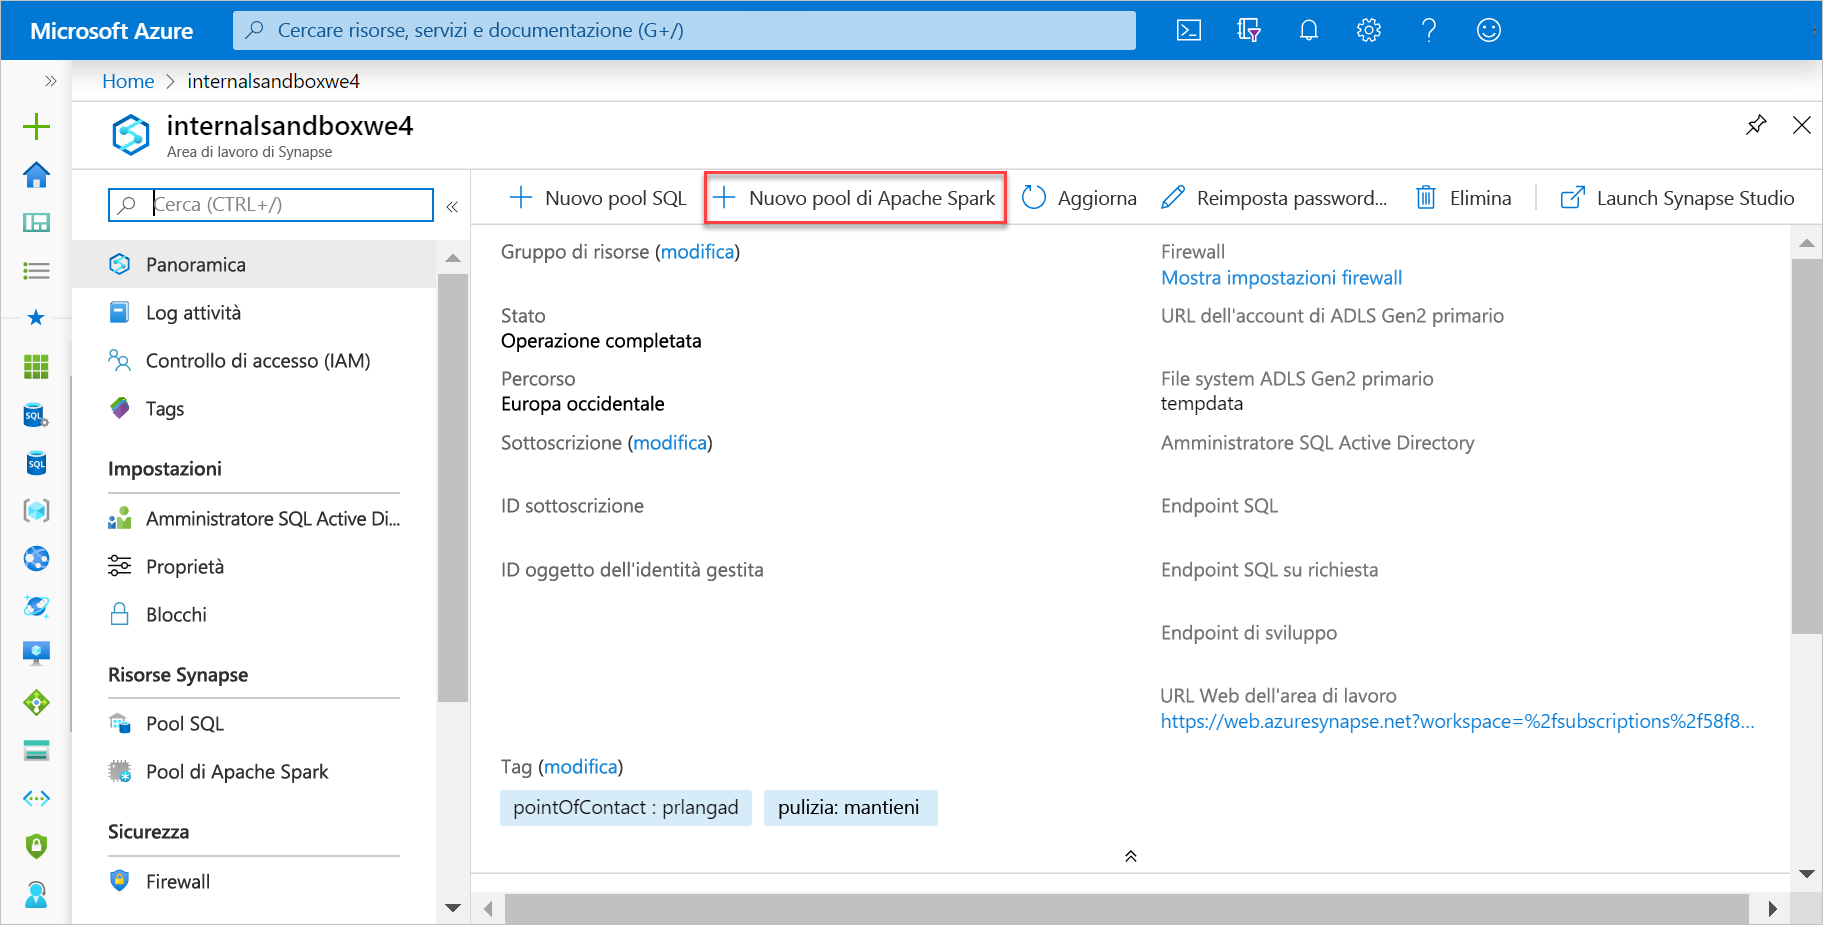 Microsoft Azure
Cercare risorse, servizi e documentazione (G+/)
Home > internalsandboxwe4
internalsandboxwe4
Area di lavoro di Synapse
Cerca (CTRL+/)
Panoramica
Log attività
Controllo di accesso (IAM)
Tags
Impostazioni
Amministratore SQL Active Di...
Proprietà
Blocchi
Risorse Synapse
Pool SQL
Pool di Apache Spark
Sicurezza
Firewall
Nuovo pool SQL
Nuovo pool di Apache Spark
Aggiorna
Reimposta password...
Elimina
Launch Synapse Studio
Gruppo di risorse (modifica)
Stato
Operazione completata
Percorso
Europa occidentale
Sottoscrizione (modifica)
ID sottoscrizione
ID oggetto dell'identità gestita
Firewall
Mostra impostazioni firewall
URL dell'account di ADLS Gen2 primario
File system ADLS Gen2 primario
tempdata
Amministratore SQL Active Directory
Endpoint SQL
Endpoint SQL su richiesta
Endpoint di sviluppo
URL Web dell'area di lavoro
https://web.azuresynapse.net?workspace=%2fsubscriptions%2f58f8...
Tag (modifica)
pointOfContact : prlangad
pulizia: mantieni
SQL
SQL